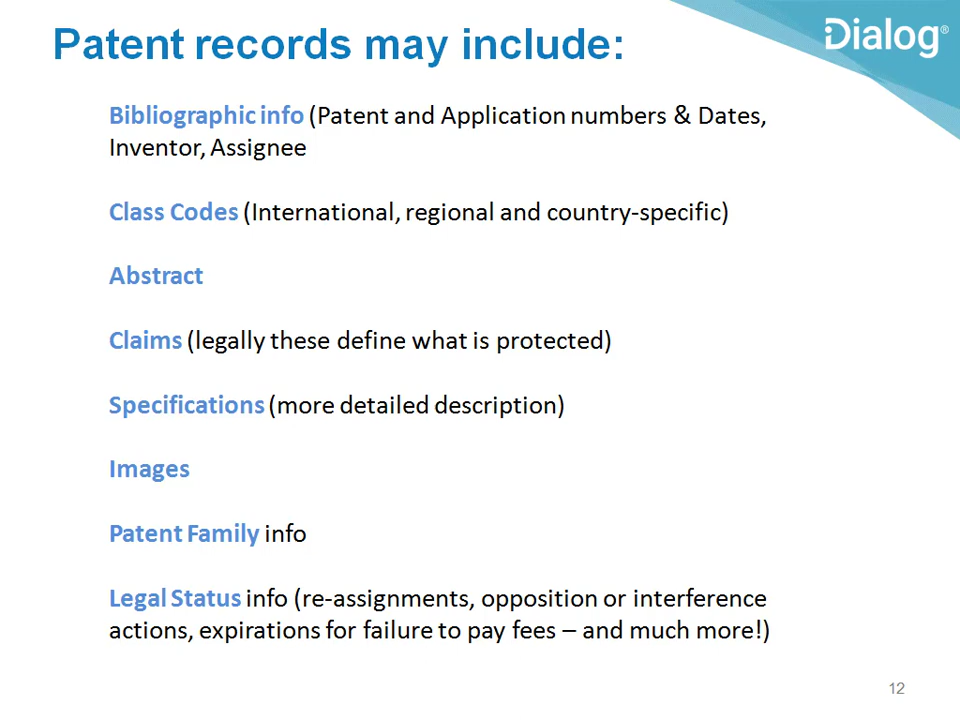 Patent records may include:
Dialog®
Bibliographic info (Patent and Application numbers & Dates,
Inventor, Assignee
Class Codes (International, regional and country-specific)
Abstract
Claims (legally these define what is protected)
Specifications (more detailed description)
Images
Patent Family info
Legal Status info (re-assignments, opposition or interference
actions, expirations for failure to pay fees – and much more!)
12